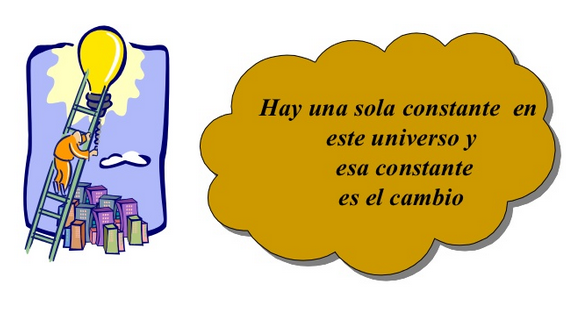 Hay una sola constante en
este universo y
esa constante
es el cambio